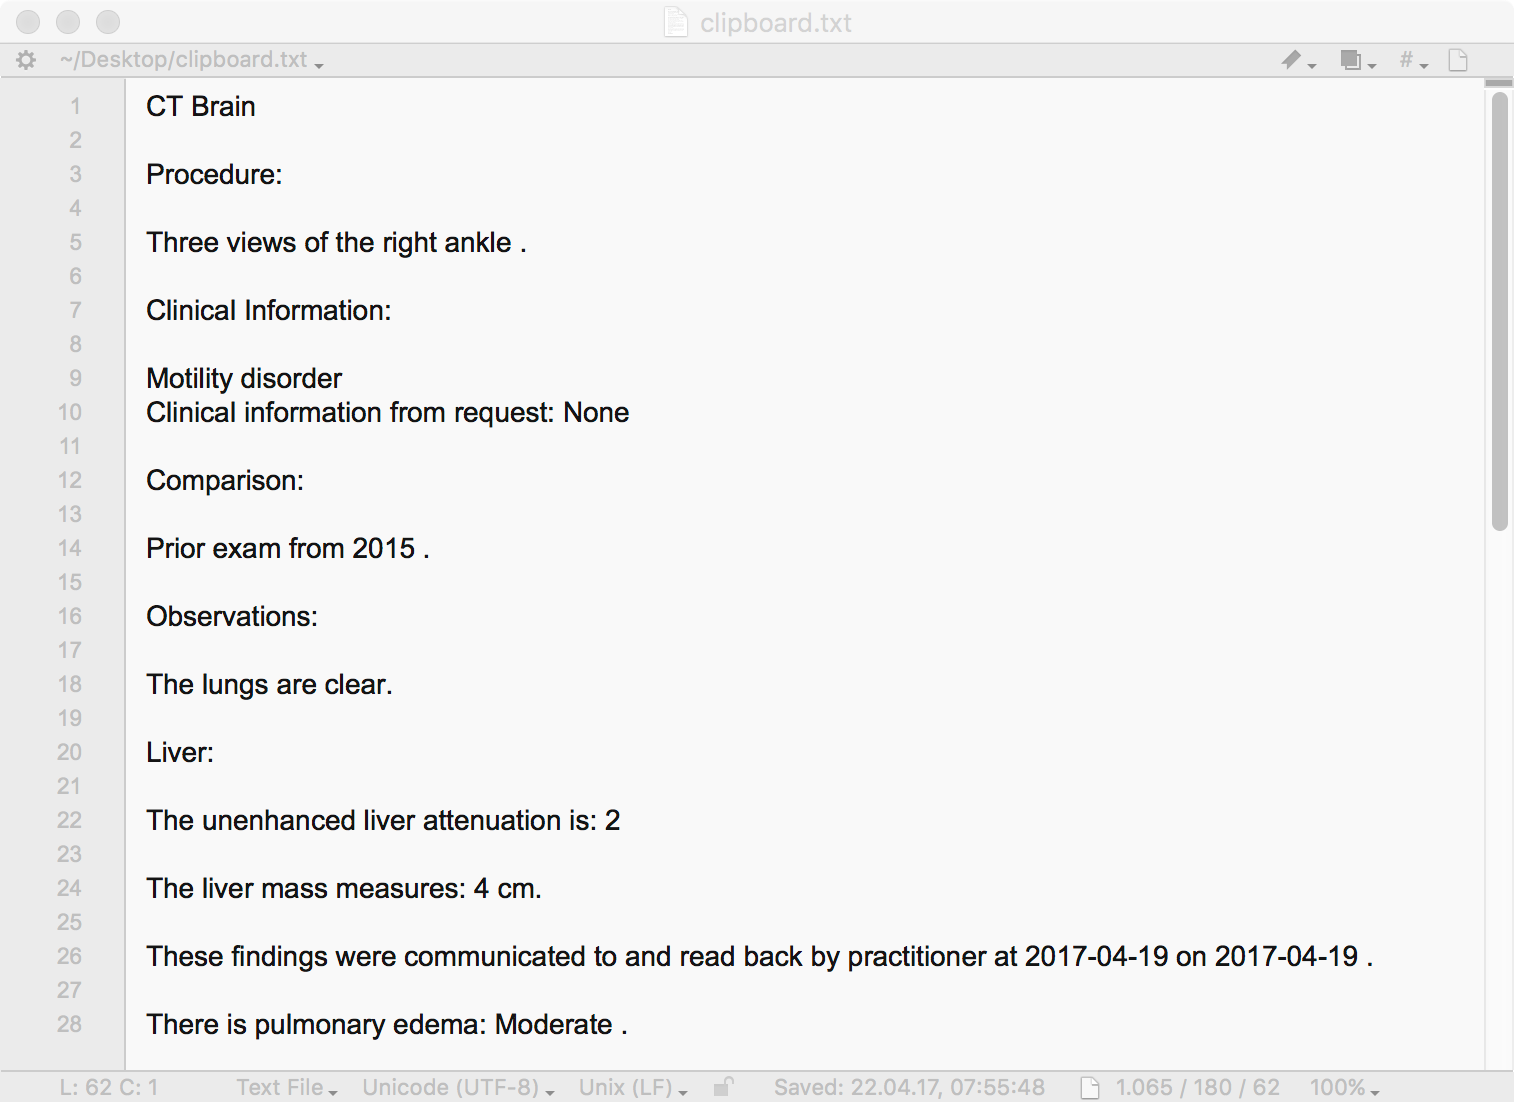 clipboard.txt
~/Desktop/clipboard.txt #
1 CT Brain
2
3 Procedure:
4
5 Three views of the right ankle .
6
7 Clinical Information:
8
9 Motility disorder
10 Clinical information from request: None
11
12 Comparison:
13
14 Prior exam from 2015 .
15
16 Observations:
17
18 The lungs are clear.
19
20 Liver:
21
22 The unenhanced liver attenuation is: 2
23
24 The liver mass measures: 4 cm.
25
26 These findings were communicated to and read back by practitioner at 2017-04-19 on 2017-04-19 .
27
28 There is pulmonary edema: Moderate .
L: 62 C: 1 Text File Unicode (UTF-8) Unix (LF) Saved: 22.04.17, 07:55:48 1.065 / 180 / 62 100%